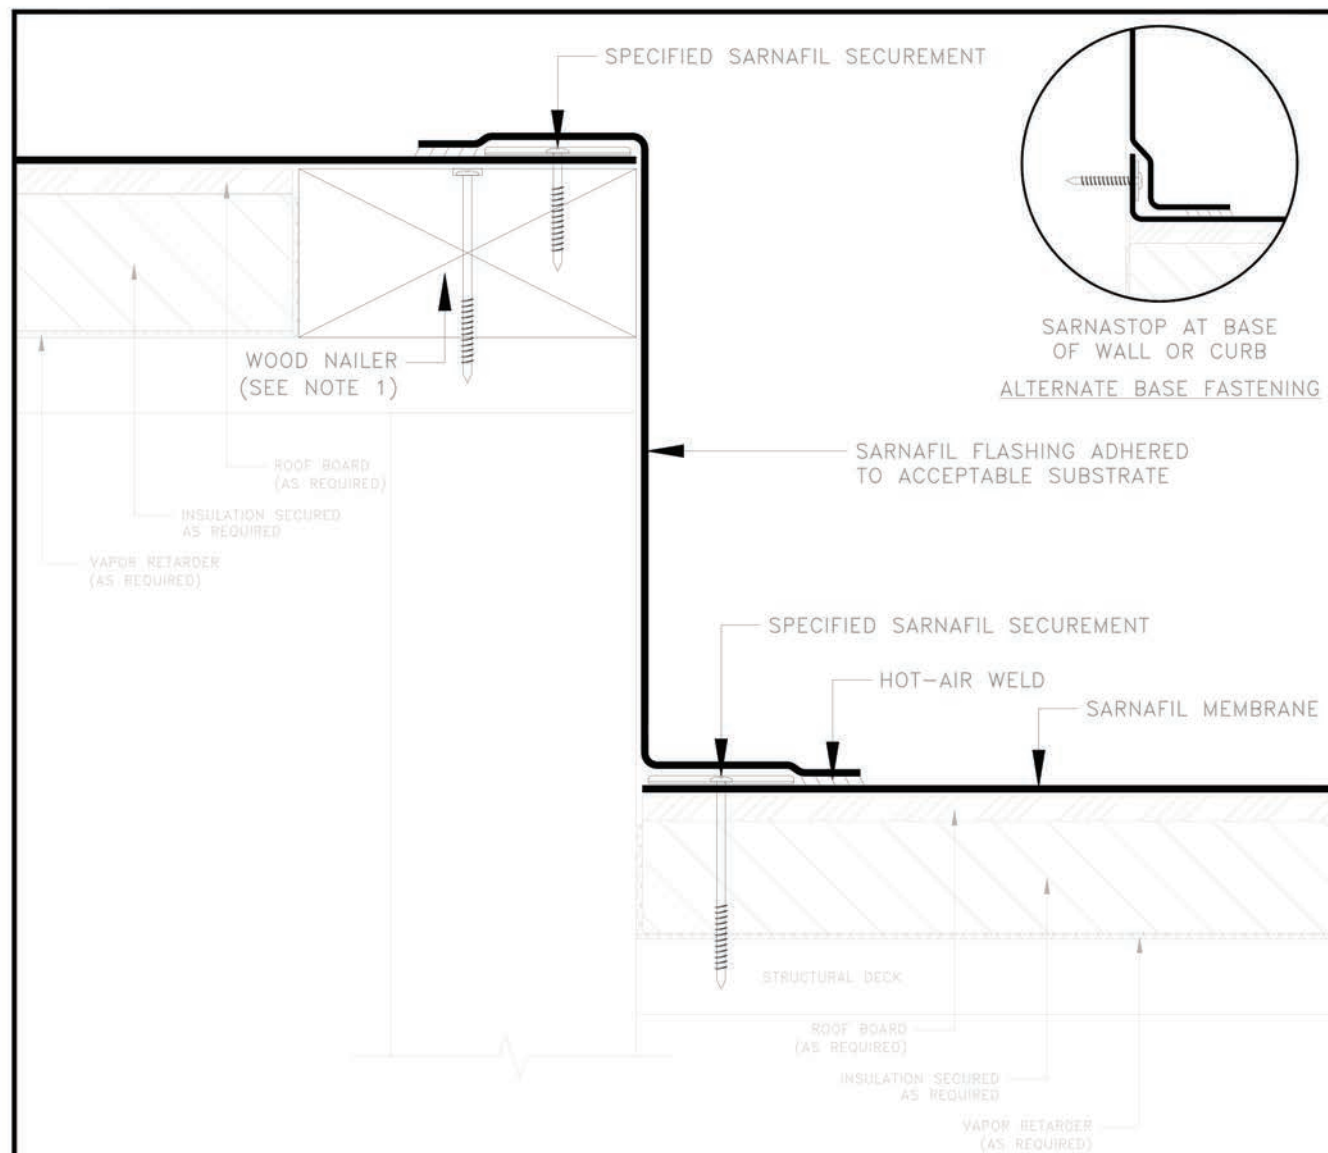 SPECIFIED SARNAFIL SECUREMENT
SARNASTOP AT BASE
OF WALL OR CURB
ALTERNATE BASE FASTENING
WOOD NAILER
(SEE NOTE 1)
SARNAFIL FLASHING ADHERED
TO ACCEPTABLE SUBSTRATE
ROOF BOARD
(AS REQUIRED)
INSULATION SECURED
AS REQUIRED
VAPOR RETARDER
(AS REQUIRED)
SPECIFIED SARNAFIL SECUREMENT
HOT-AIR WELD
SARNAFIL MEMBRANE
STRUCTURAL DECK
ROOF BOARD
(AS REQUIRED)
INSULATION SECURED
AS REQUIRED
VAPOR RETARDER
(AS REQUIRED)